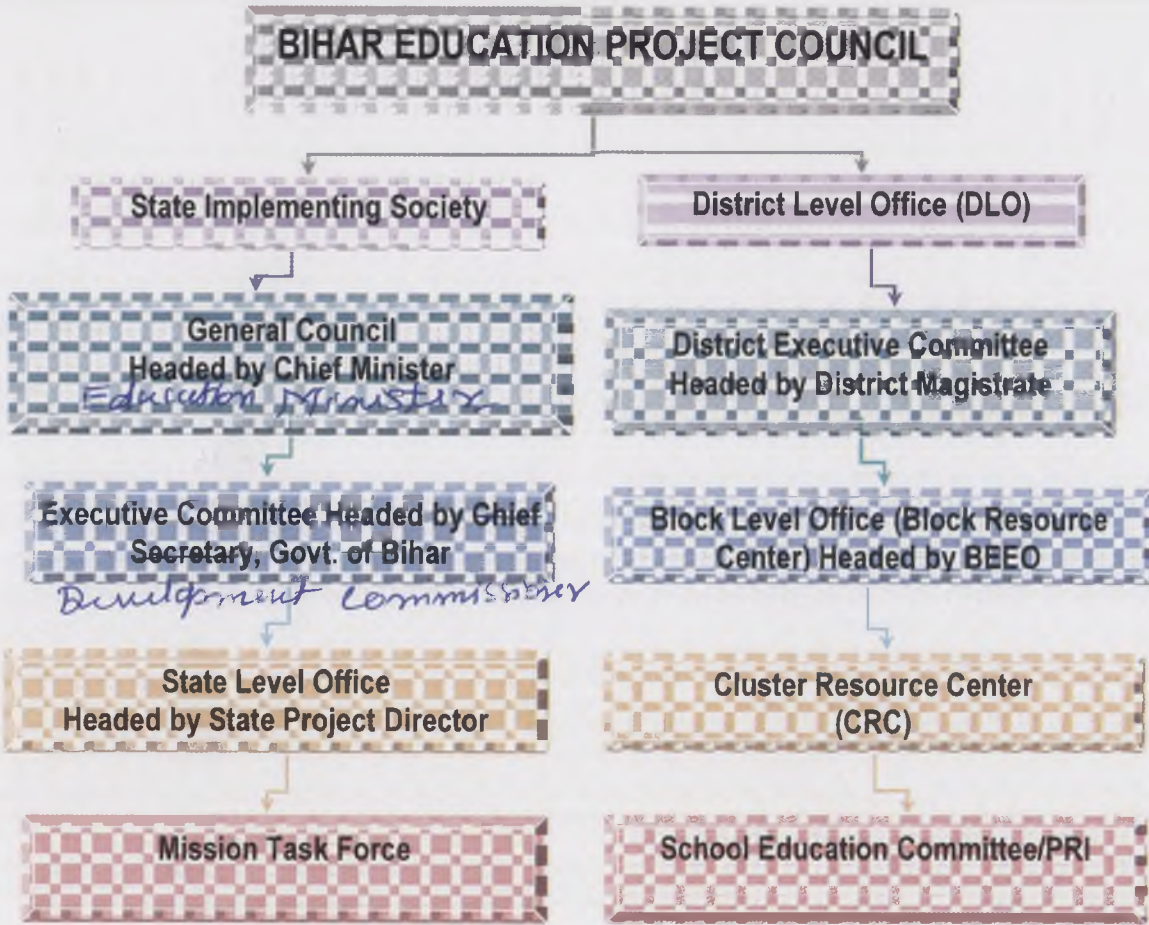 BIHAR EDUCATION PROJECT COUNCIL
State Implementing Society
General Council
Headed by Chief Minister
Education Minister
Executive Committee Headed by Chief
Secretary, Govt. of Bihar
Development Commissioner
State Level Office
Headed by State Project Director
Mission Task Force
District Level Office (DLO)
District Executive Committee
Headed by District Magistrate
Block Level Office (Block Resource
Center) Headed by BEEO
Cluster Resource Center
(CRC)
School Education Committee/PRI